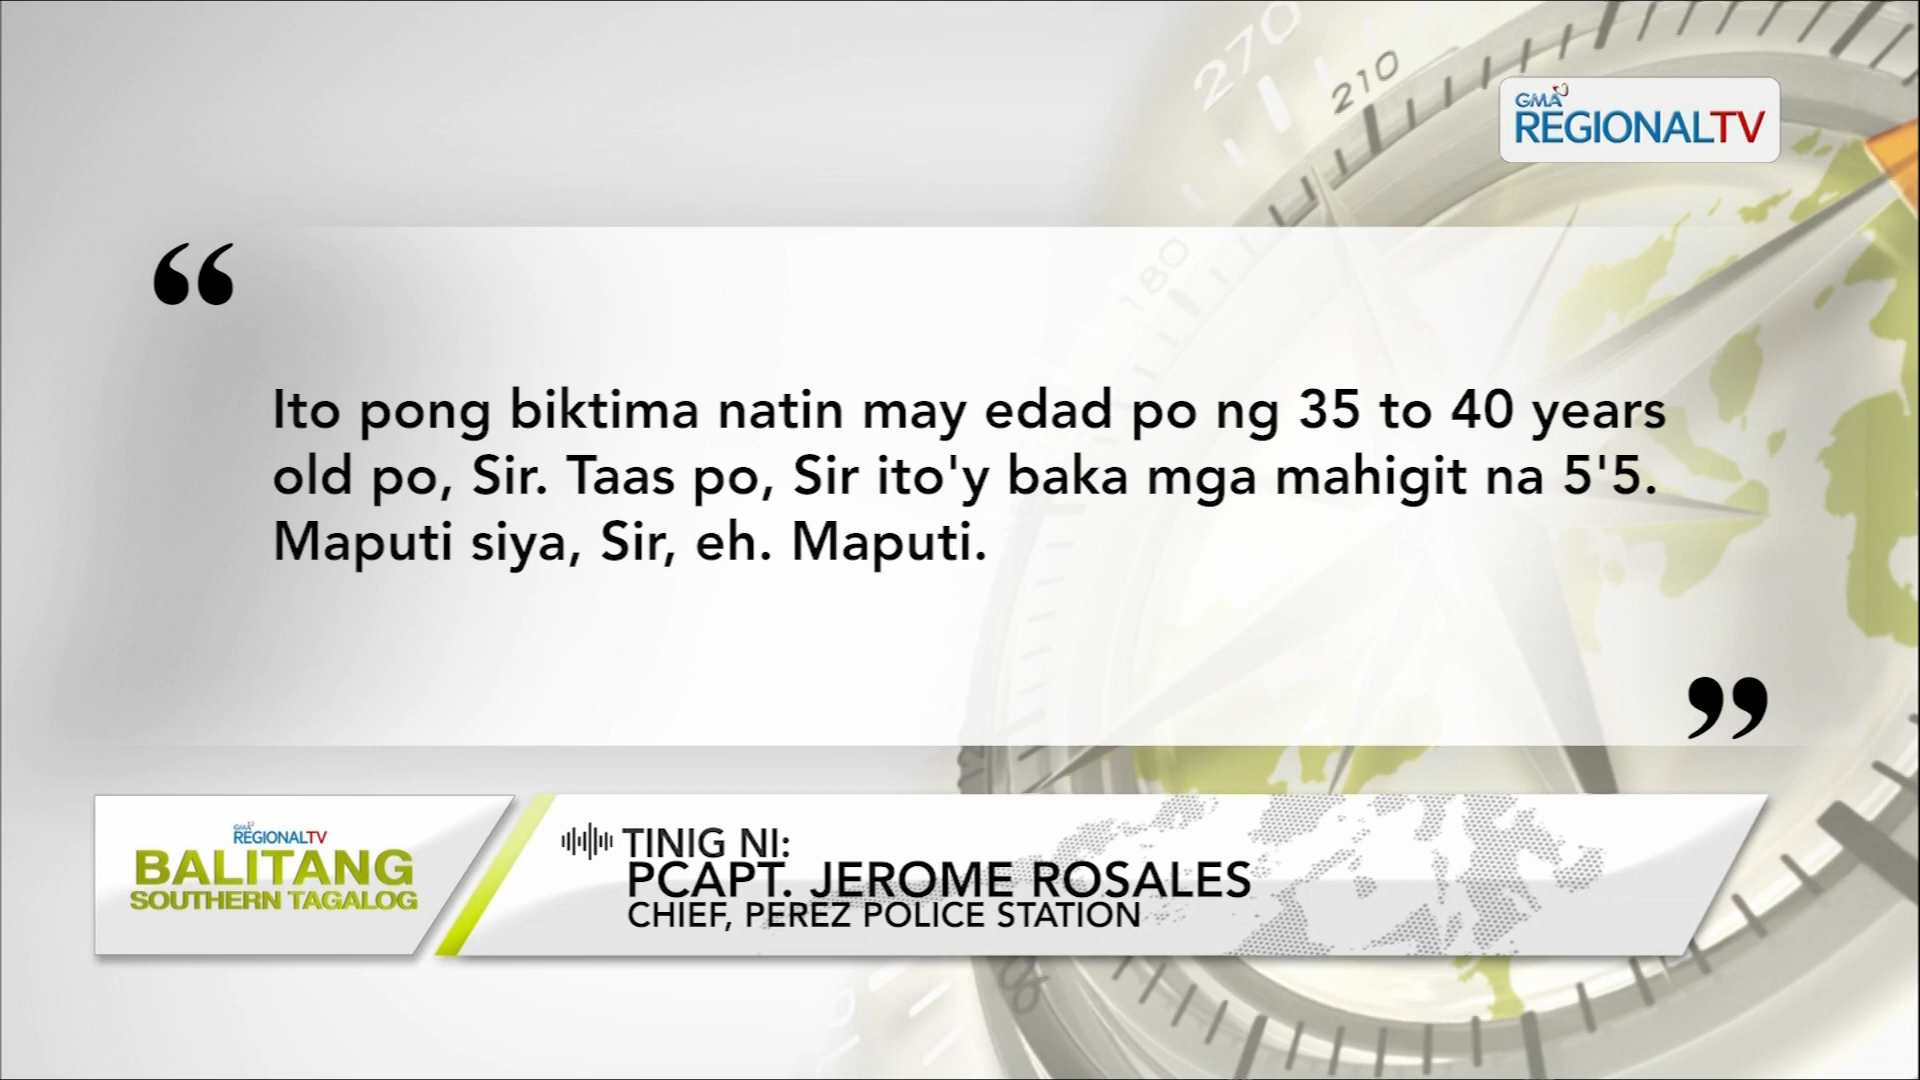 270
210
180
GMA
REGIONALTV
“
Ito pong biktima natin may edad po ng 35 to 40 years
old po, Sir. Taas po, Sir ito'y baka mga mahigit na 5'5.
Maputi siya, Sir, eh. Maputi.
”
GMA
REGIONALTV
BALITANG
SOUTHERN TAGALOG
TINIG NI:
PCAPT. JEROME ROSALES
CHIEF, PEREZ POLICE STATION